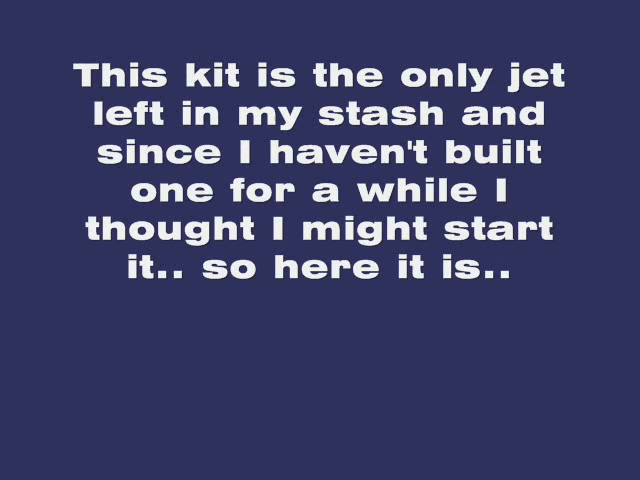 This kit is the only jet
left in my stash and
since I haven't built
one for a while I
thought I might start
it.. so here it is..